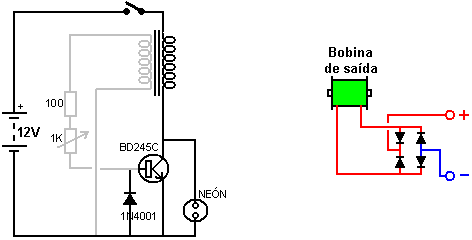 +
12V
100
1K
BD245C
1N4001
NEÓN
Bobina
de saída
+
−